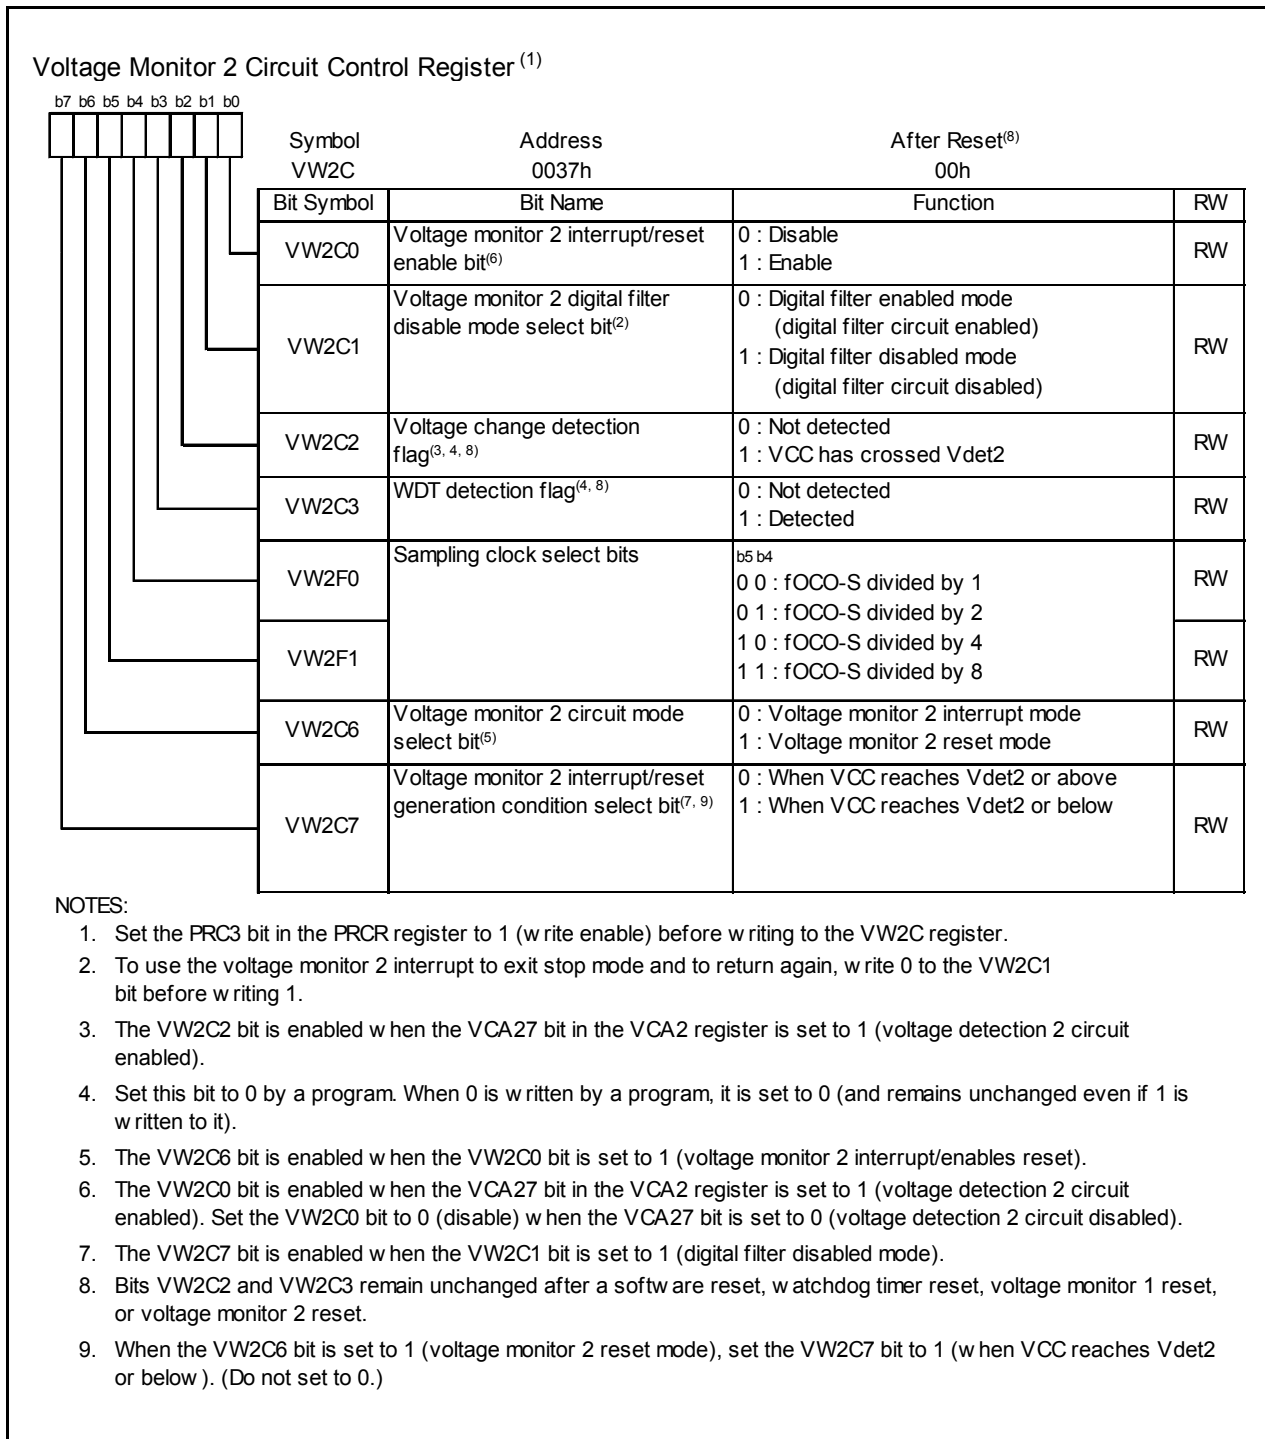 Voltage Monitor 2 Circuit Control Register (1)
b7 b6 b5 b4 b3 b2 b1 b0
Symbol Address After Reset(8)
VW2C 0037h 00h
Bit Symbol Bit Name Function RW
VW2C0 Voltage monitor 2 interrupt/reset enable bit(6) 0 : Disable
1 : Enable RW
VW2C1 Voltage monitor 2 digital filter disable mode select bit(2) 0 : Digital filter enabled mode
(digital filter circuit enabled)
1 : Digital filter disabled mode
(digital filter circuit disabled) RW
VW2C2 Voltage change detection flag(3, 4, 8) 0 : Not detected
1 : VCC has crossed Vdet2 RW
VW2C3 WDT detection flag(4, 8) 0 : Not detected
1 : Detected RW
VW2F0 Sampling clock select bits b5 b4
0 0 : fOCO-S divided by 1 RW
0 1 : fOCO-S divided by 2
VW2F1 1 0 : fOCO-S divided by 4 RW
1 1 : fOCO-S divided by 8
VW2C6 Voltage monitor 2 circuit mode select bit(5) 0 : Voltage monitor 2 interrupt mode
1 : Voltage monitor 2 reset mode RW
VW2C7 Voltage monitor 2 interrupt/reset generation condition select bit(7, 9) 0 : When VCC reaches Vdet2 or above
1 : When VCC reaches Vdet2 or below RW
NOTES:
1. Set the PRC3 bit in the PRCR register to 1 (write enable) before writing to the VW2C register.
2. To use the voltage monitor 2 interrupt to exit stop mode and to return again, write 0 to the VW2C1
bit before writing 1.
3. The VW2C2 bit is enabled when the VCA27 bit in the VCA2 register is set to 1 (voltage detection 2 circuit
enabled).
4. Set this bit to 0 by a program. When 0 is written by a program, it is set to 0 (and remains unchanged even if 1 is
written to it).
5. The VW2C6 bit is enabled when the VW2C0 bit is set to 1 (voltage monitor 2 interrupt/enables reset).
6. The VW2C0 bit is enabled when the VCA27 bit in the VCA2 register is set to 1 (voltage detection 2 circuit
enabled). Set the VW2C0 bit to 0 (disable) when the VCA27 bit is set to 0 (voltage detection 2 circuit disabled).
7. The VW2C7 bit is enabled when the VW2C1 bit is set to 1 (digital filter disabled mode).
8. Bits VW2C2 and VW2C3 remain unchanged after a software reset, watchdog timer reset, voltage monitor 1 reset,
or voltage monitor 2 reset.
9. When the VW2C6 bit is set to 1 (voltage monitor 2 reset mode), set the VW2C7 bit to 1 (when VCC reaches Vdet2
or below). (Do not set to 0.)